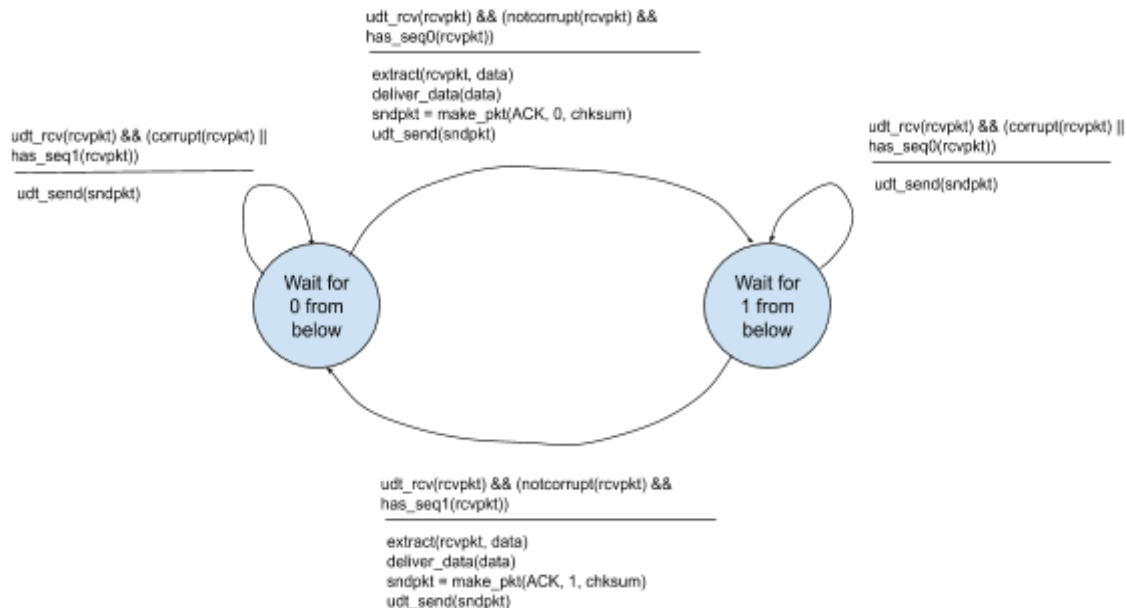 udt_rcv(rcvpkt) && (notcorrupt(rcvpkt) &&
has_seq0(rcvpkt))
extract(rcvpkt, data)
deliver_data(data)
sndpkt = make_pkt(ACK, 0, chksum)
udt_send(sndpkt)
udt_rcv(rcvpkt) && (corrupt(rcvpkt) ||
has_seq1(rcvpkt))
udt_send(sndpkt)
udt_rcv(rcvpkt) && (corrupt(rcvpkt) ||
has_seq0(rcvpkt))
udt_send(sndpkt)
Wait for
0 from
below
Wait for
1 from
below
udt_rcv(rcvpkt) && (notcorrupt(rcvpkt) &&
has_seq1(rcvpkt))
extract(rcvpkt, data)
deliver_data(data)
sndpkt = make_pkt(ACK, 1, chksum)
udt_send(sndpkt)